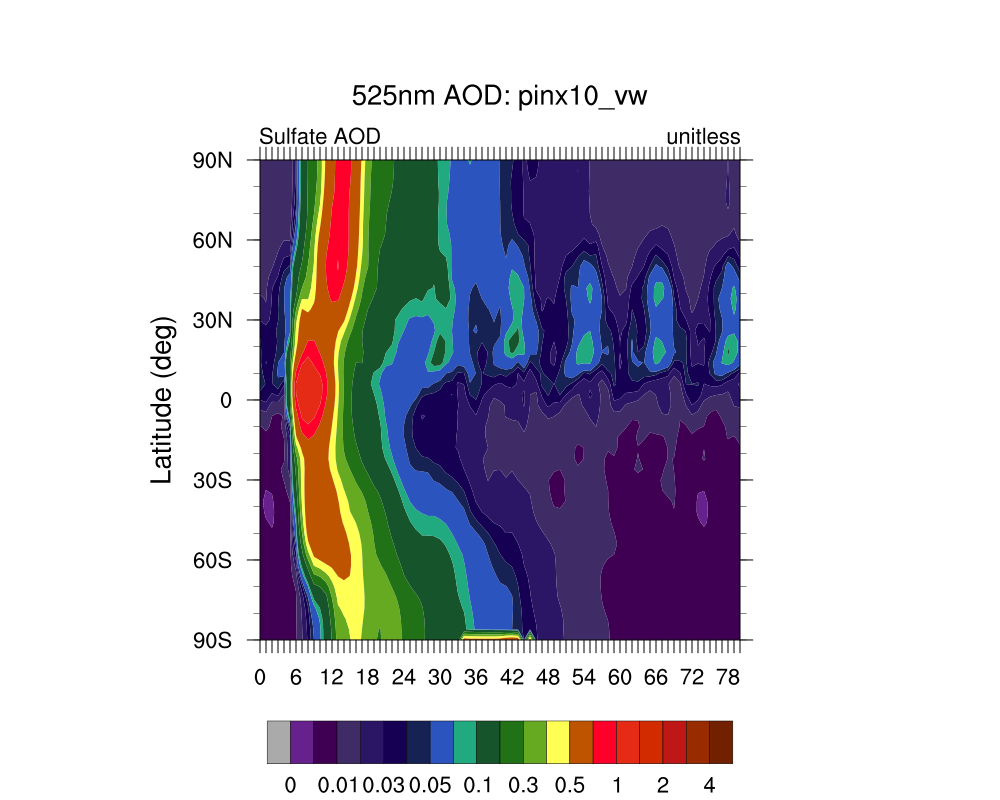 525nm AOD: pinx10_vw
Sulfate AOD unitless
90N
60N
30N
0
30S
60S
90S
Latitude (deg)
0 6 12 18 24 30 36 42 48 54 60 66 72 78
0 0.01 0.03 0.05 0.1 0.3 0.5 1 2 4